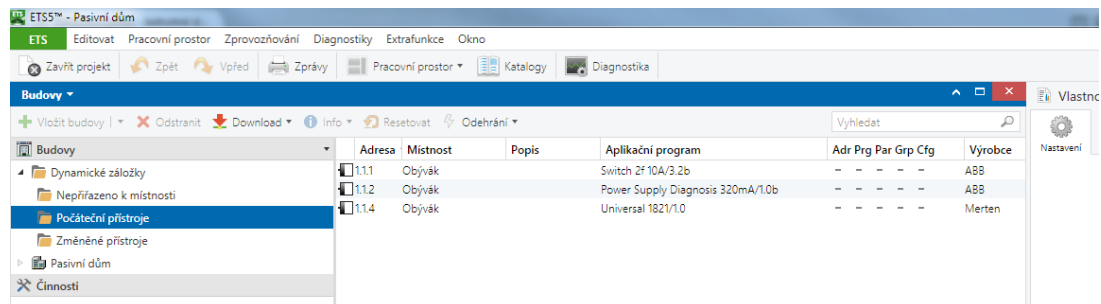 ETS5™ - Pasivní dům
ETS Editovat Pracovní prostor Zprovozňování Diagnostiky Extrafunkce Okno
Zavřít projekt Zpět Vpřed Zprávy Pracovní prostor Katalogy Diagnostika
Budovy
Vlastno
Vložit budovy Odstranit Download Info Resetovat Odehrání Vyhledat
Nastavení
Budovy Adresa Místnost Popis Aplikační program Adr Prg Par Grp Cfg Výrobce
Dynamické záložky 1.1.1 Obývák Switch 2f 10A/3.2b - - - - - ABB
Nepřiřazeno k místnosti 1.1.2 Obývák Power Supply Diagnosis 320mA/1.0b - - - - - ABB
Počáteční přístroje 1.1.4 Obývák Universal 1821/1.0 - - - - - Merten
Změněné přístroje
Pasivní dům
Činnosti